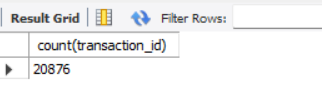 Result Grid Filter Rows:
count(transaction_id)
20876